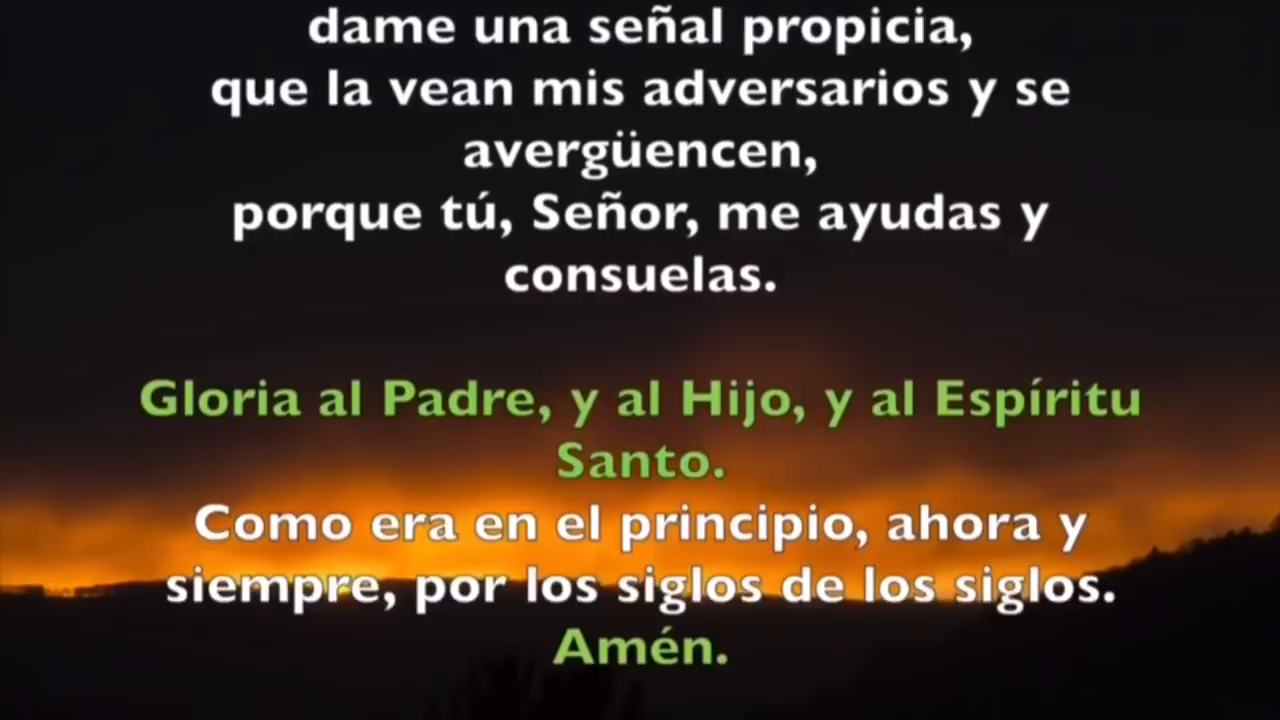 dame una señal propicia,
que la vean mis adversarios y se
avergüencen,
porque tú, Señor, me ayudas y
consuelas.
Gloria al Padre, y al Hijo, y al Espíritu
Santo.
Como era en el principio, ahora y
siempre, por los siglos de los siglos.
Amén.